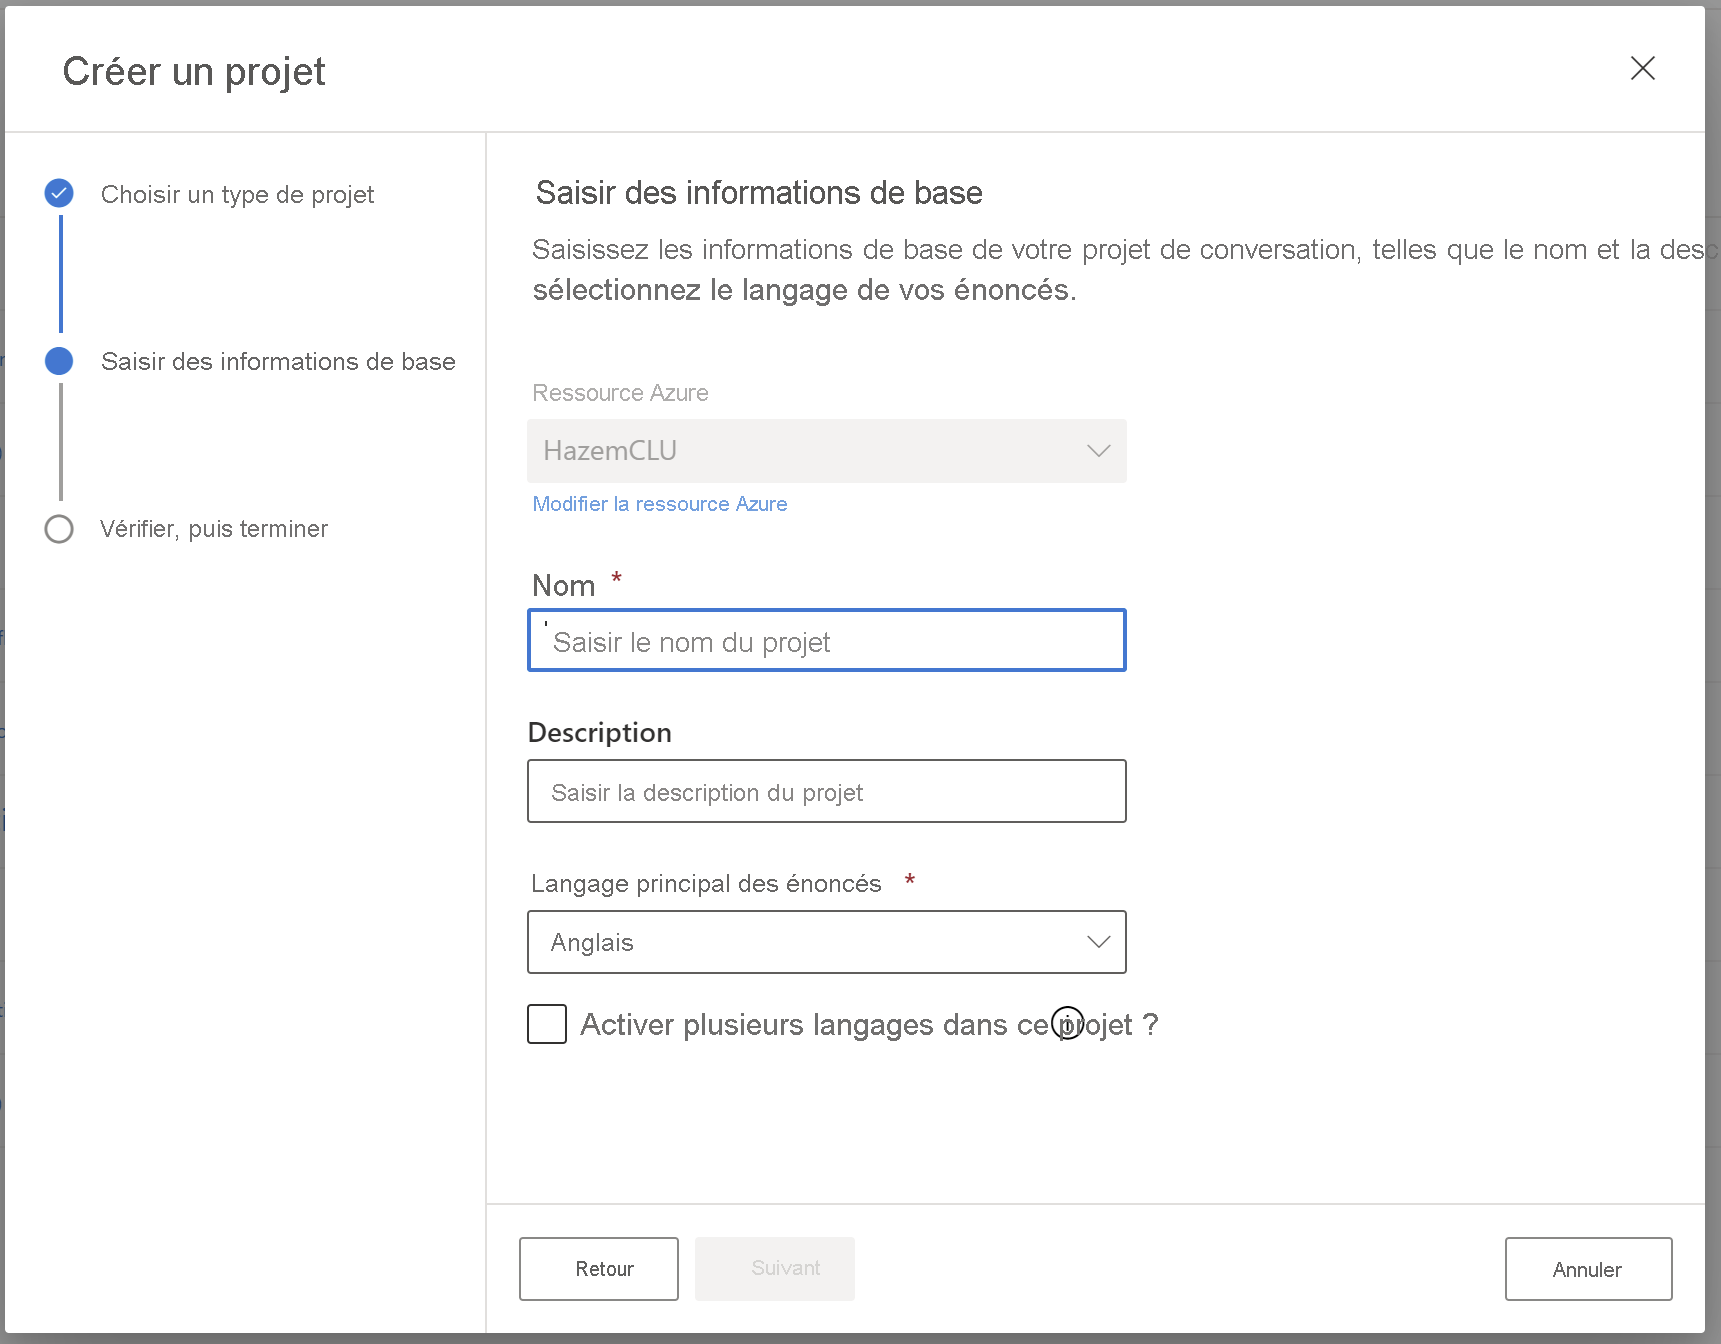 Créer un projet
Choisir un type de projet
Saisir des informations de base
Vérifier, puis terminer
Saisir des informations de base
Saisissez les informations de base de votre projet de conversation, telles que le nom et la desc
sélectionnez le langage de vos énoncés.
Ressource Azure
HazemCLU
Modifier la ressource Azure
Nom *
Saisir le nom du projet
Description
Saisir la description du projet
Langage principal des énoncés *
Anglais
Activer plusieurs langages dans ce projet ?
Retour
Suivant
Annuler